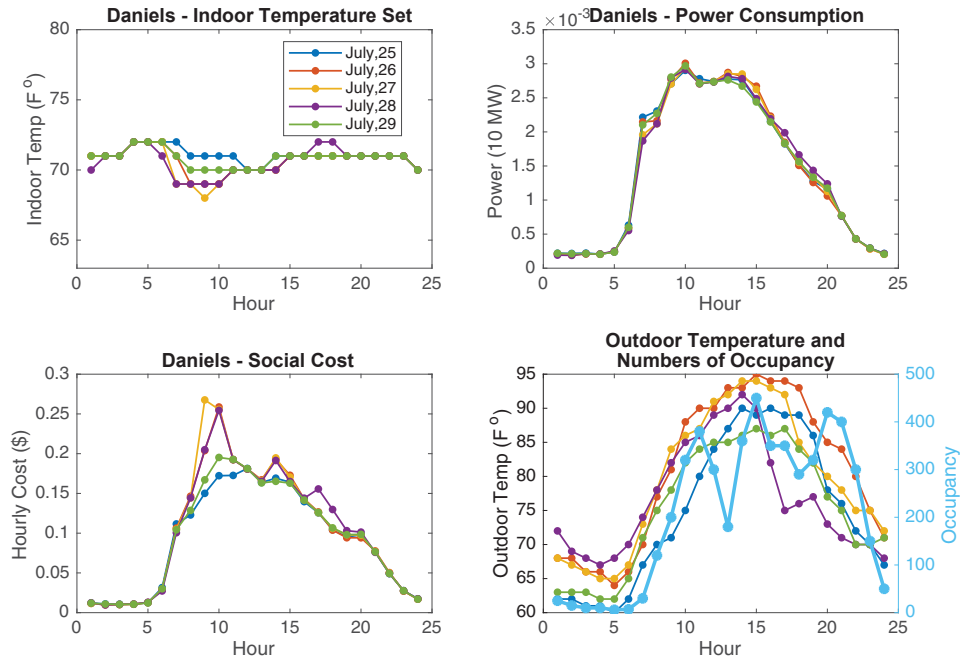 Daniels - Indoor Temperature Set
80
75
70
65
Indoor Temp (F°)
0 5 10 15 20 25
Hour
July,25
July,26
July,27
July,28
July,29
Daniels - Power Consumption
× 10⁻³
3.5
3
2.5
2
1.5
1
0.5
0
Power (10 MW)
0 5 10 15 20 25
Hour
Daniels - Social Cost
0.3
0.25
0.2
0.15
0.1
0.05
0
Hourly Cost ($)
0 5 10 15 20 25
Hour
Outdoor Temperature and
Numbers of Occupancy
95
90
85
80
75
70
65
60
Outdoor Temp (F°)
500
400
300
200
100
0
Occupancy
0 5 10 15 20 25
Hour